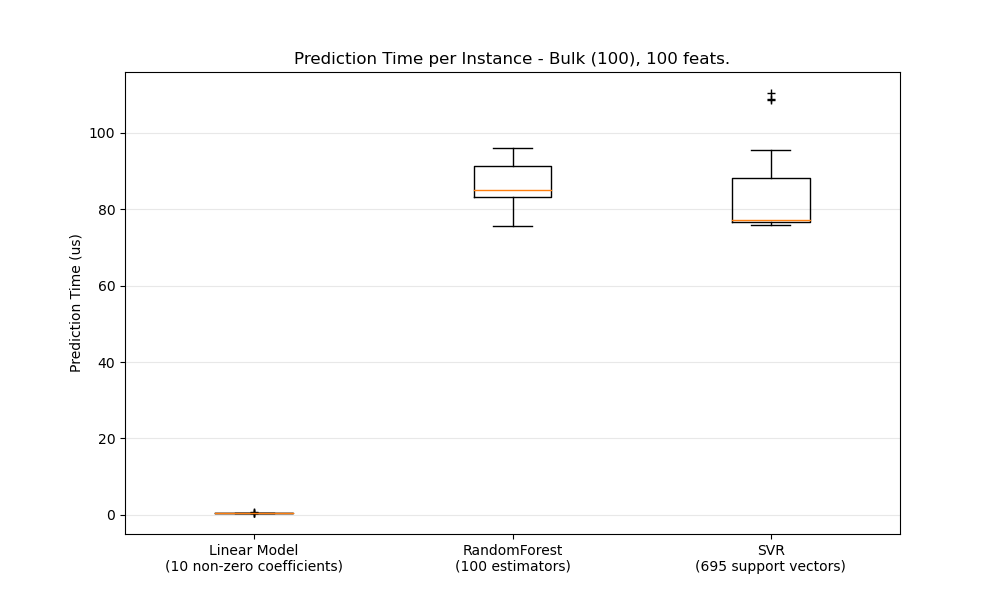 Prediction Time per Instance - Bulk (100), 100 feats.
Prediction Time (us)
100
80
60
40
20
0
Linear Model
(10 non-zero coefficients)
RandomForest
(100 estimators)
SVR
(695 support vectors)